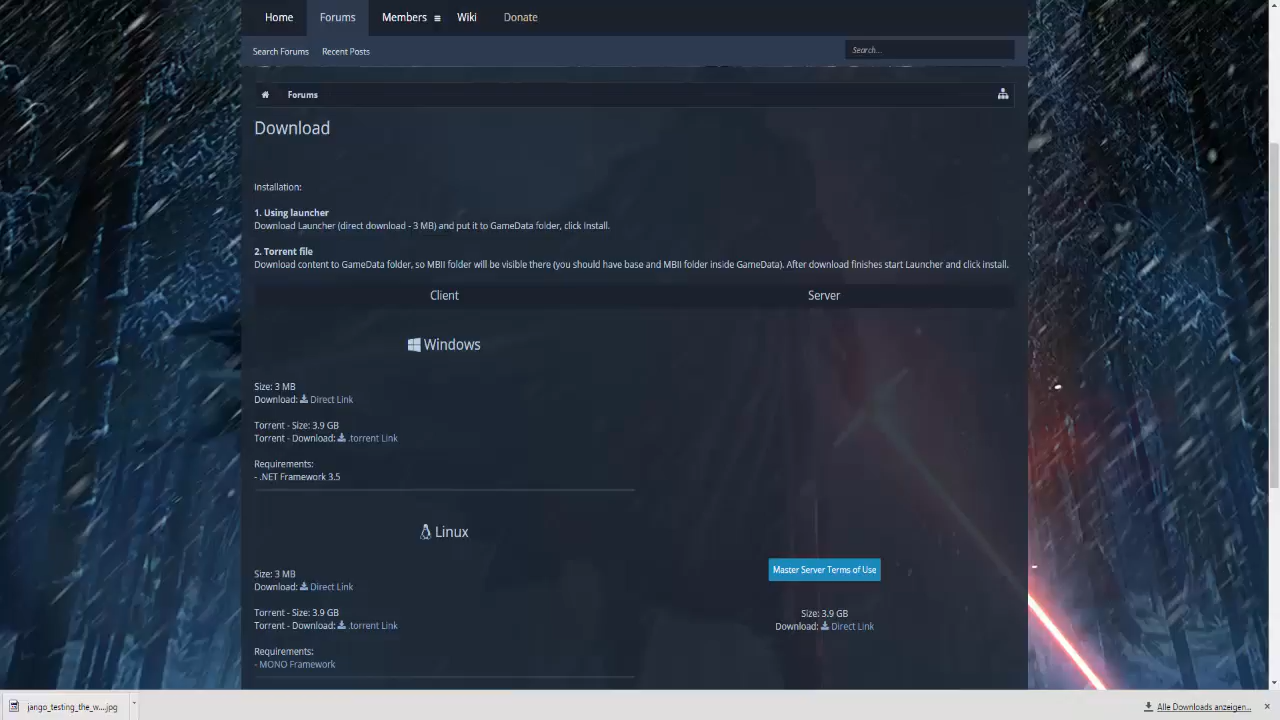 Home Forums Members Wiki Donate
Search Forums Recent Posts Search...
Forums
Download
Installation:
1. Using launcher
Download Launcher (direct download - 3 MB) and put it to GameData folder, click Install.
2. Torrent file
Download content to GameData folder, so MBII folder will be visible there (you should have base and MBII folder inside GameData). After download finishes start Launcher and click install.
Client Server
Windows
Size: 3 MB
Download: Direct Link
Torrent - Size: 3.9 GB
Torrent - Download: .torrent Link
Requirements:
- .NET Framework 3.5
Linux
Size: 3 MB
Download: Direct Link
Torrent - Size: 3.9 GB
Torrent - Download: .torrent Link
Requirements:
- MONO Framework
Master Server Terms of Use
Size: 3.9 GB
Download: Direct Link
jango_testing_the_w....jpg Alle Downloads anzeigen...